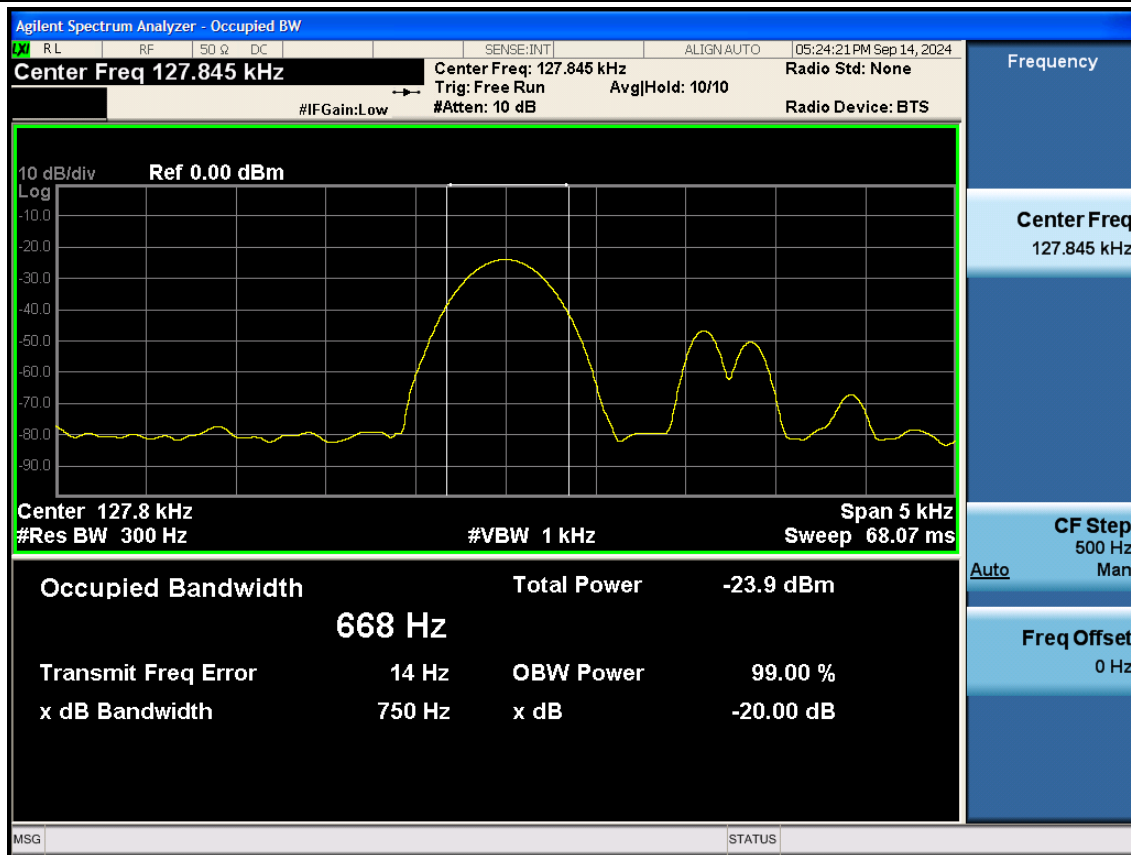 Agilent Spectrum Analyzer - Occupied BW
LXI RL RF 50 Ω DC SENSE:INT ALIGN AUTO 05:24:21 PM Sep 14, 2024
Center Freq 127.845 kHz Center Freq: 127.845 kHz Radio Std: None
Trig: Free Run Avg|Hold: 10/10
#IFGain:Low #Atten: 10 dB Radio Device: BTS
10 dB/div Ref 0.00 dBm
Log
-10.0
-20.0
-30.0
-40.0
-50.0
-60.0
-70.0
-80.0
-90.0
Center 127.8 kHz Span 5 kHz
#Res BW 300 Hz #VBW 1 kHz Sweep 68.07 ms
Occupied Bandwidth Total Power -23.9 dBm
668 Hz
Transmit Freq Error 14 Hz OBW Power 99.00 %
x dB Bandwidth 750 Hz x dB -20.00 dB
MSG STATUS
Frequency
Center Freq
127.845 kHz
CF Step
500 Hz
Auto Man
Freq Offset
0 Hz